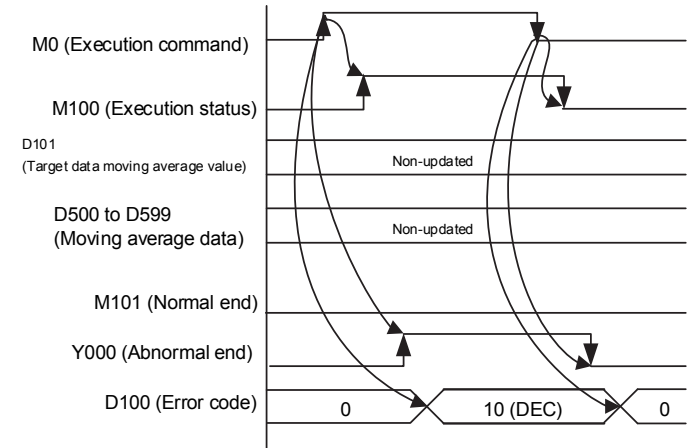 M0 (Execution command)
M100 (Execution status)
D101
(Target data moving average value)
Non-updated
D500 to D599
(Moving average data)
Non-updated
M101 (Normal end)
Y000 (Abnormal end)
D100 (Error code)
0
10 (DEC)
0